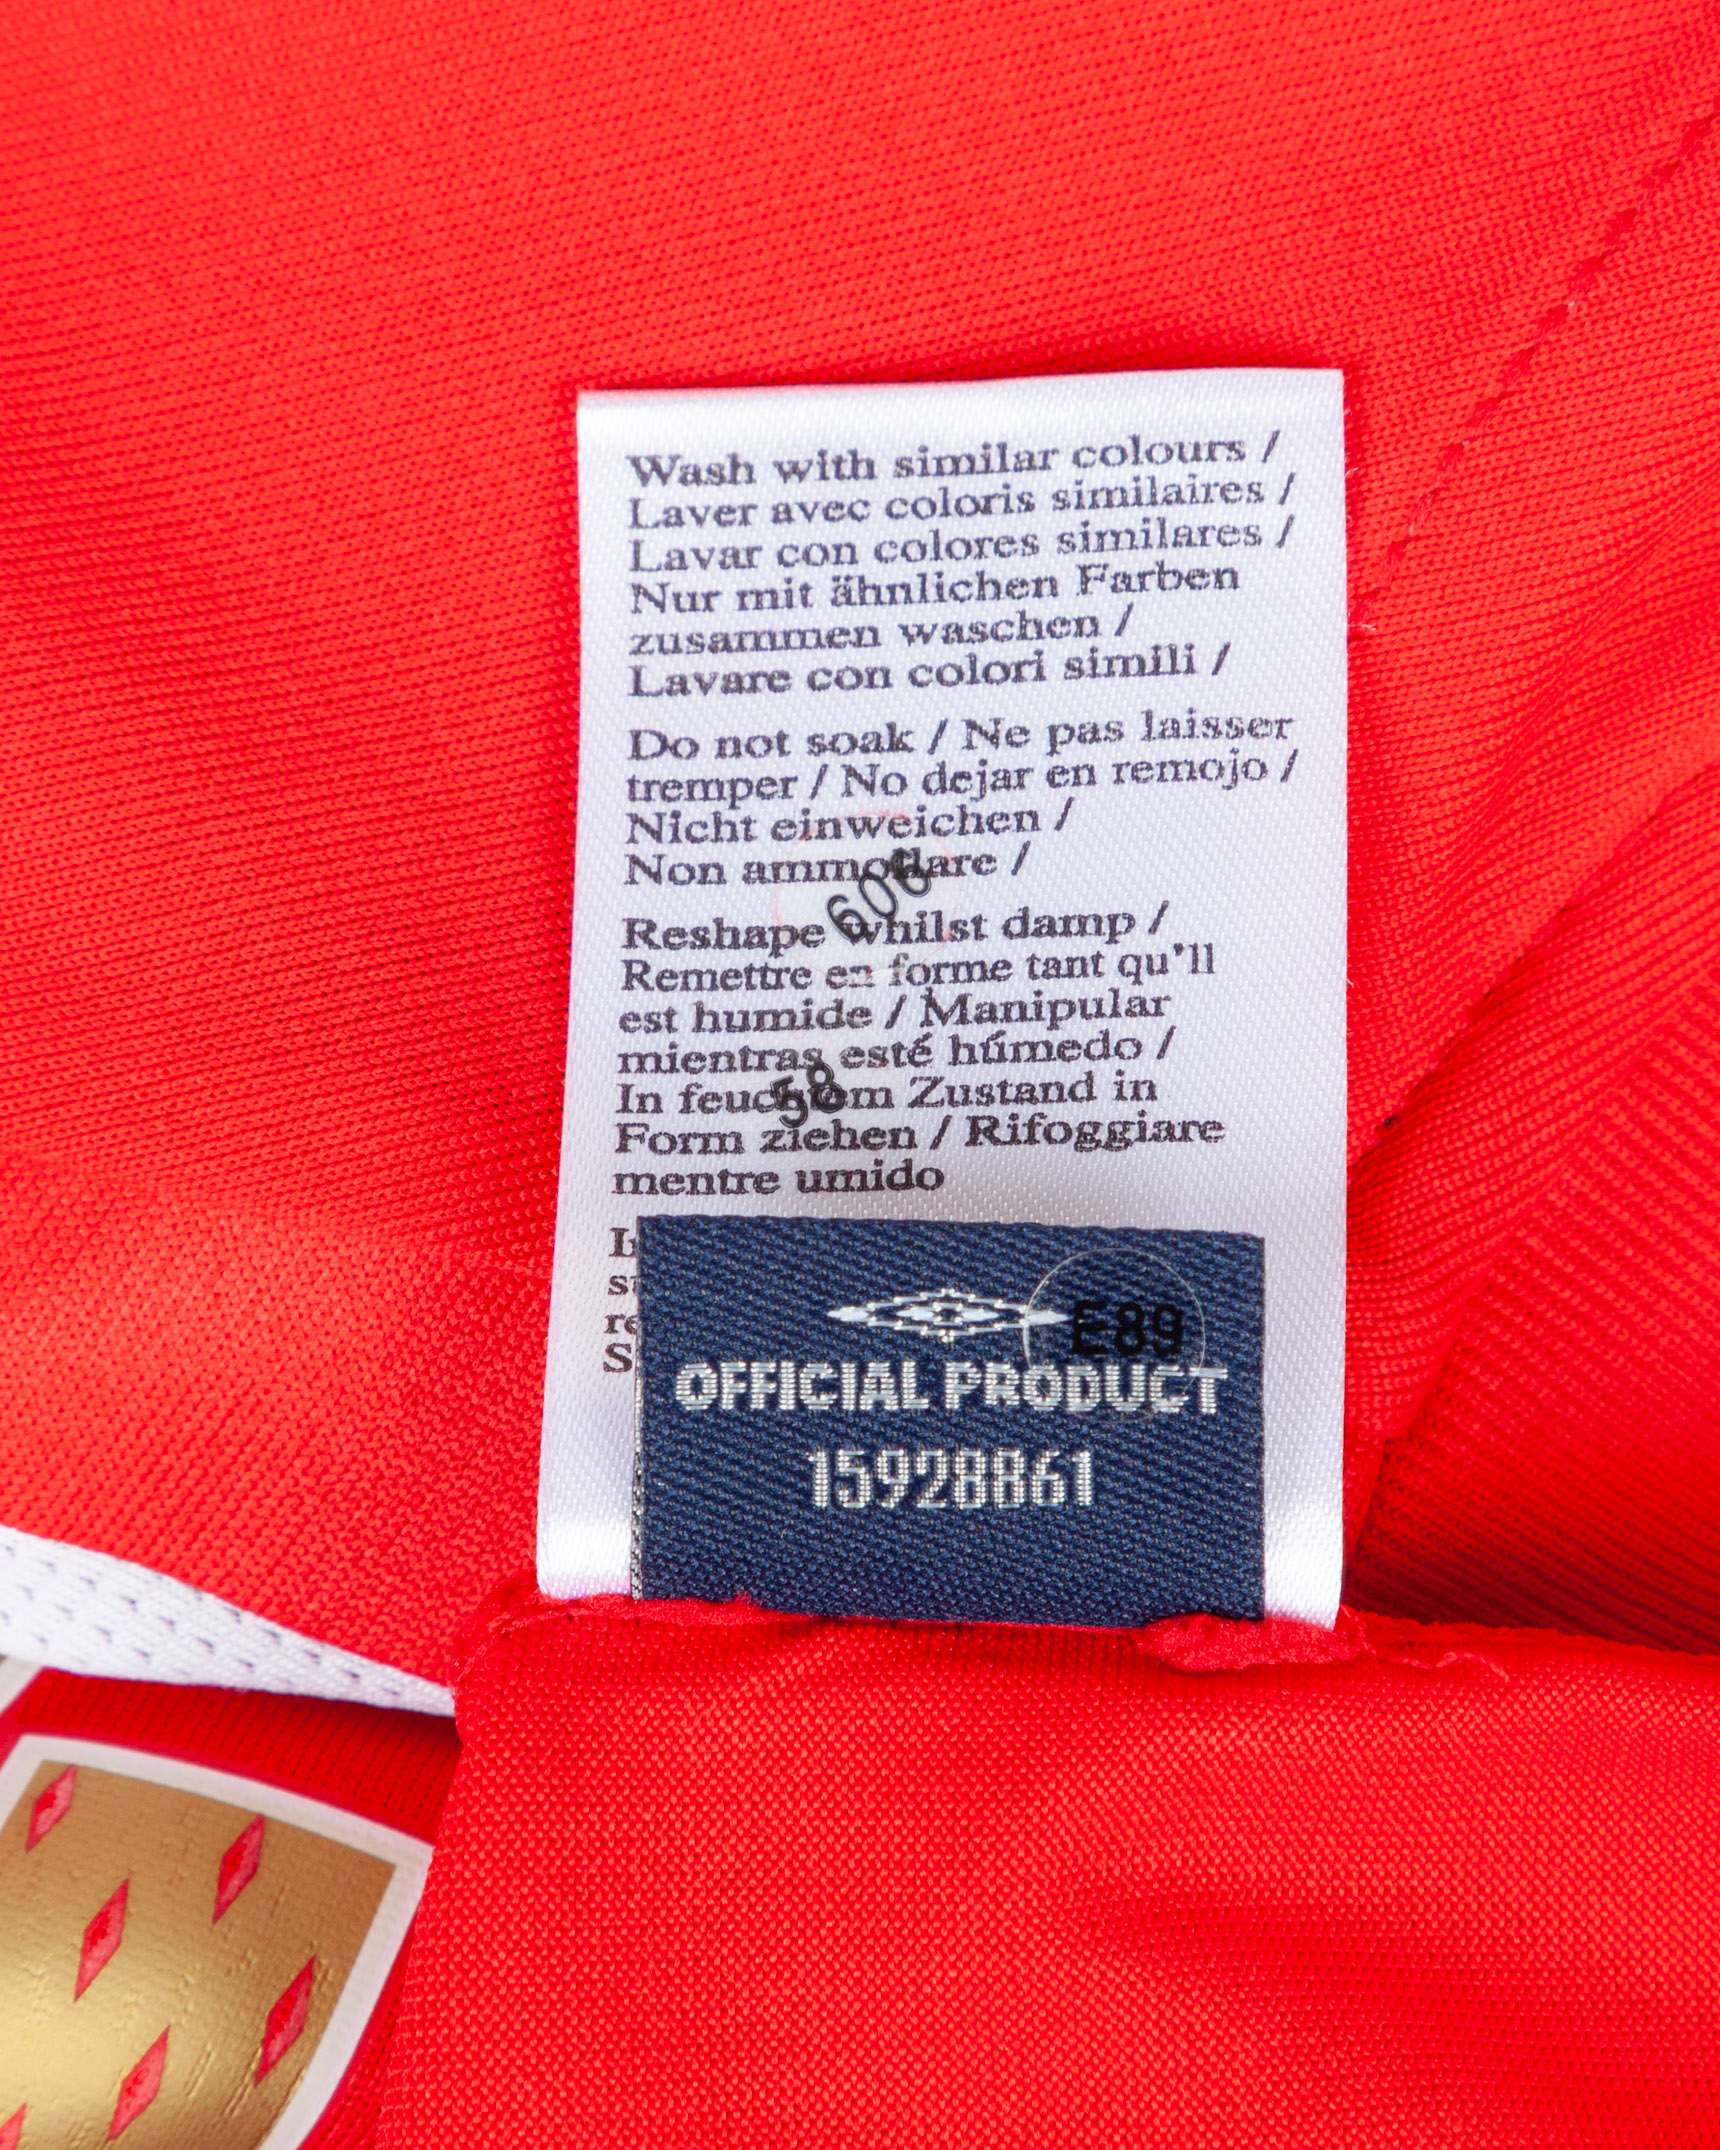 Wash with similar colours /
Laver avec coloris similaires /
Lavar con colores similares /
Nur mit ähnlichen Farben
zusammen waschen /
Lavare con colori simili /
Do not soak / Ne pas laisser
tremper / No dejar en remojo /
Nicht einweichen /
Non ammollare /
Reshape whilst damp /
Remettre en forme tant qu'll
est humide / Manipular
mientras esté húmedo /
In feuchtom Zustand in
Form ziehen / Rifoggiare
mentre umido
58
E89
OFFICIAL PRODUCT
15928861